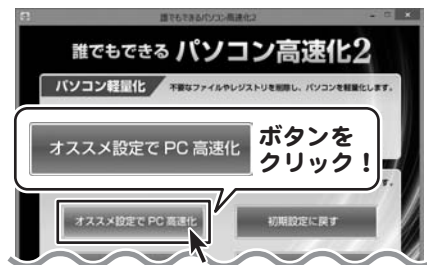 誰でもできるパソコン高速化2
誰でもできる パソコン高速化2
パソコン軽量化
不要なファイルやレジストリを削除し、パソコンを軽量化します。
オススメ設定で PC 高速化
ボタンを
クリック！
す。
オススメ設定で PC 高速化
初期設定に戻す